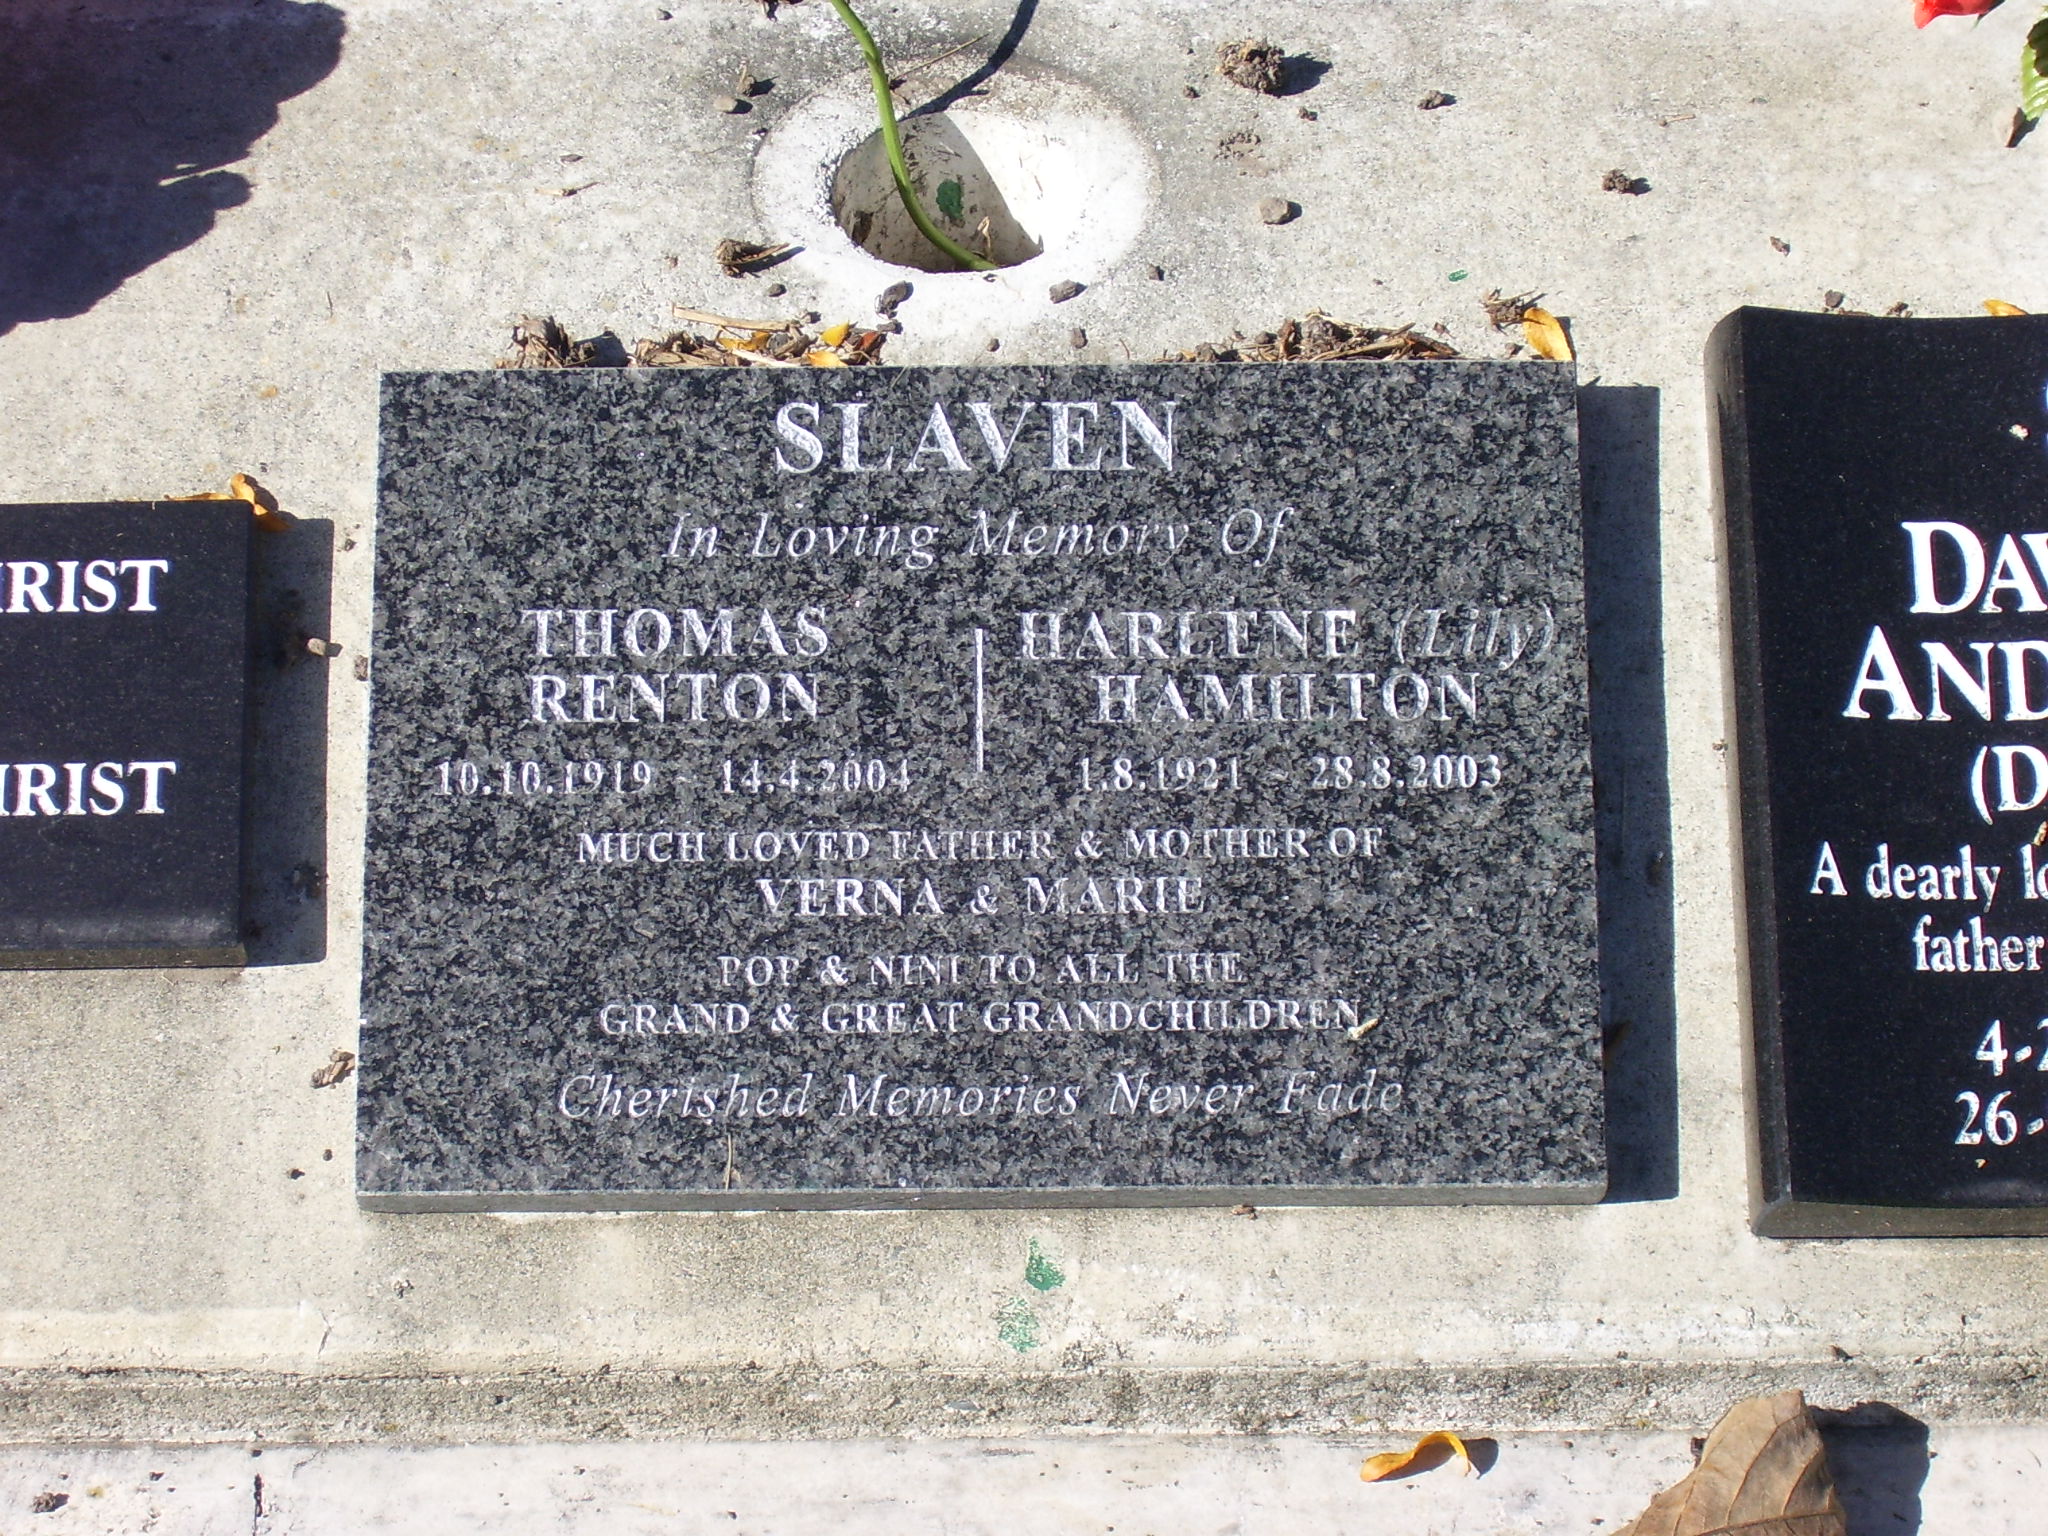 SLAVEN
In Loving Memory Of
THOMAS
RENTON
10.10.1919 - 14.4.2004
HARLENE (Lily)
HAMILTON
1.8.1921 - 28.8.2003
MUCH LOVED FATHER & MOTHER OF
VERNA & MARIE
POP & NINI TO ALL THE
GRAND & GREAT GRANDCHILDREN
Cherished Memories Never Fade
A dearly
father